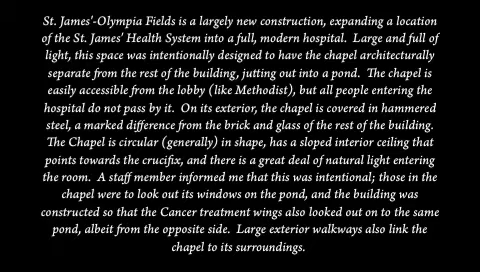 St. James'-Olympia Fields is a largely new construction, expanding a location
of the St. James' Health System into a full, modern hospital.  Large and full of
light, this space was intentionally designed to have the chapel architecturally
separate from the rest of the building, jutting out into a pond.  The chapel is
easily accessible from the lobby (like Methodist), but all people entering the
hospital do not pass by it.  On its exterior, the chapel is covered in hammered
steel, a marked difference from the brick and glass of the rest of the building.
The Chapel is circular (generally) in shape, has a sloped interior ceiling that
points towards the crucifix, and there is a great deal of natural light entering
the room.  A staff member informed me that this was intentional; those in the
chapel were to look out its windows on the pond, and the building was
constructed so that the Cancer treatment wings also looked out on to the same
pond, albeit from the opposite side.  Large exterior walkways also link the
chapel to its surroundings.